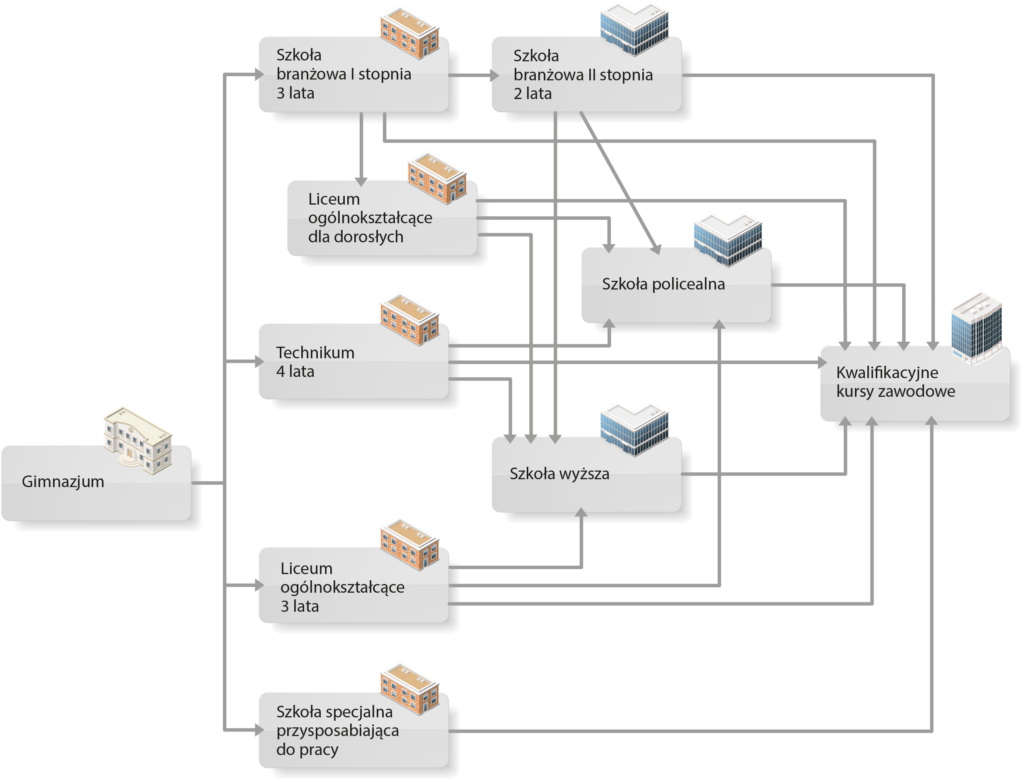 Szkoła
branżowa I stopnia
3 lata
Szkoła
branżowa II stopnia
2 lata
Liceum
ogólnokształcące
dla dorosłych
Szkoła policealna
Technikum
4 lata
Kwalifikacyjne
kursy zawodowe
Gimnazjum
Szkoła wyższa
Liceum
ogólnokształcące
3 lata
Szkoła specjalna
przysposabiająca
do pracy